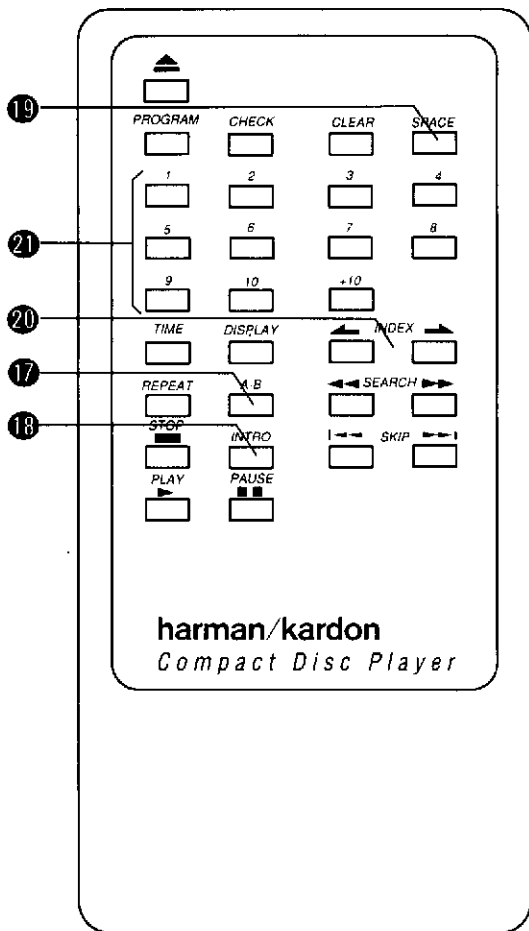 19
PROGRAM CHECK CLEAR SPACE
1 2 3 4
21
5 6 7 8
9 10 +10
20
TIME DISPLAY INDEX
17
REPEAT A-B SEARCH
18
STOP INTRO SKIP
PLAY PAUSE
harman/kardon
Compact Disc Player